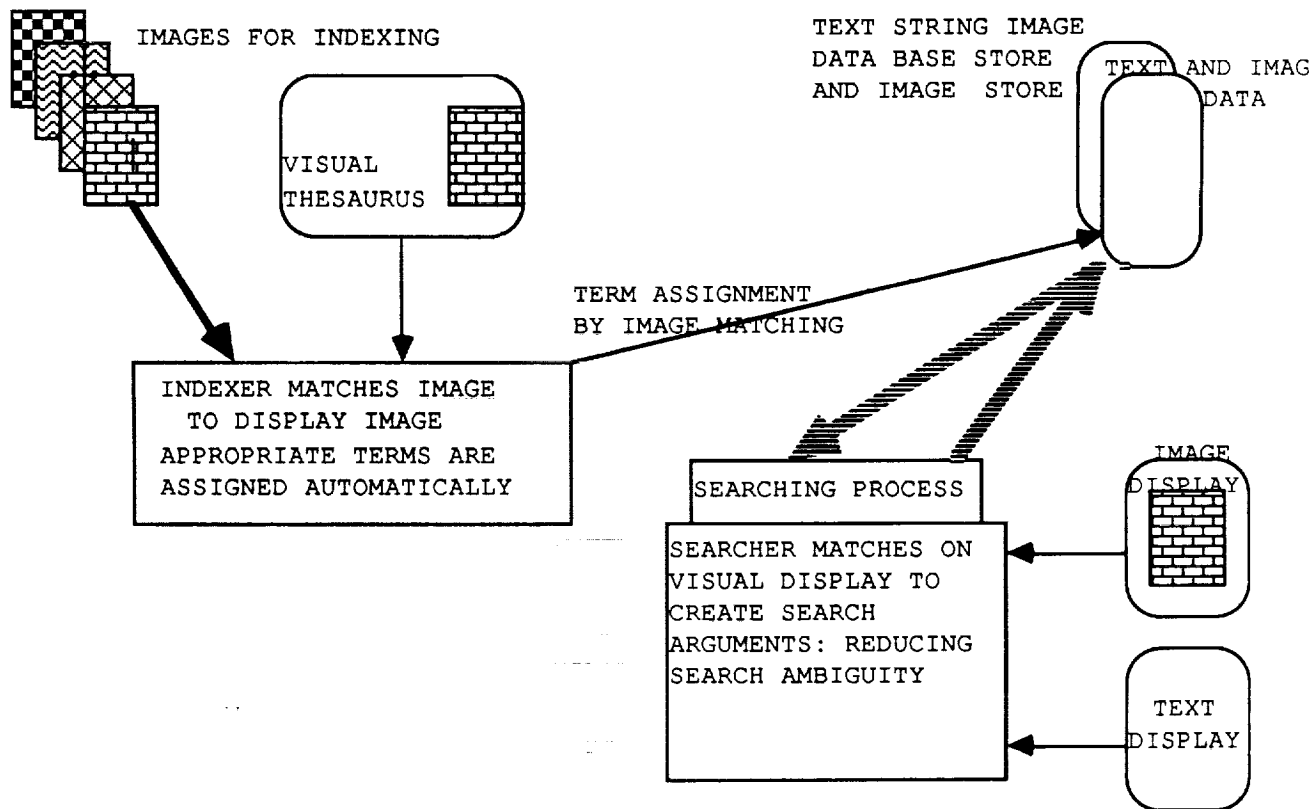 IMAGES FOR INDEXING
VISUAL
THESAURUS
TEXT STRING IMAGE
DATA BASE STORE
AND IMAGE STORE
TEXT AND IMAG
DATA
TERM ASSIGNMENT
BY IMAGE MATCHING
INDEXER MATCHES IMAGE
TO DISPLAY IMAGE
APPROPRIATE TERMS ARE
ASSIGNED AUTOMATICALLY
SEARCHING PROCESS
SEARCHER MATCHES ON
VISUAL DISPLAY TO
CREATE SEARCH
ARGUMENTS: REDUCING
SEARCH AMBIGUITY
IMAGE
DISPLAY
TEXT
DISPLAY